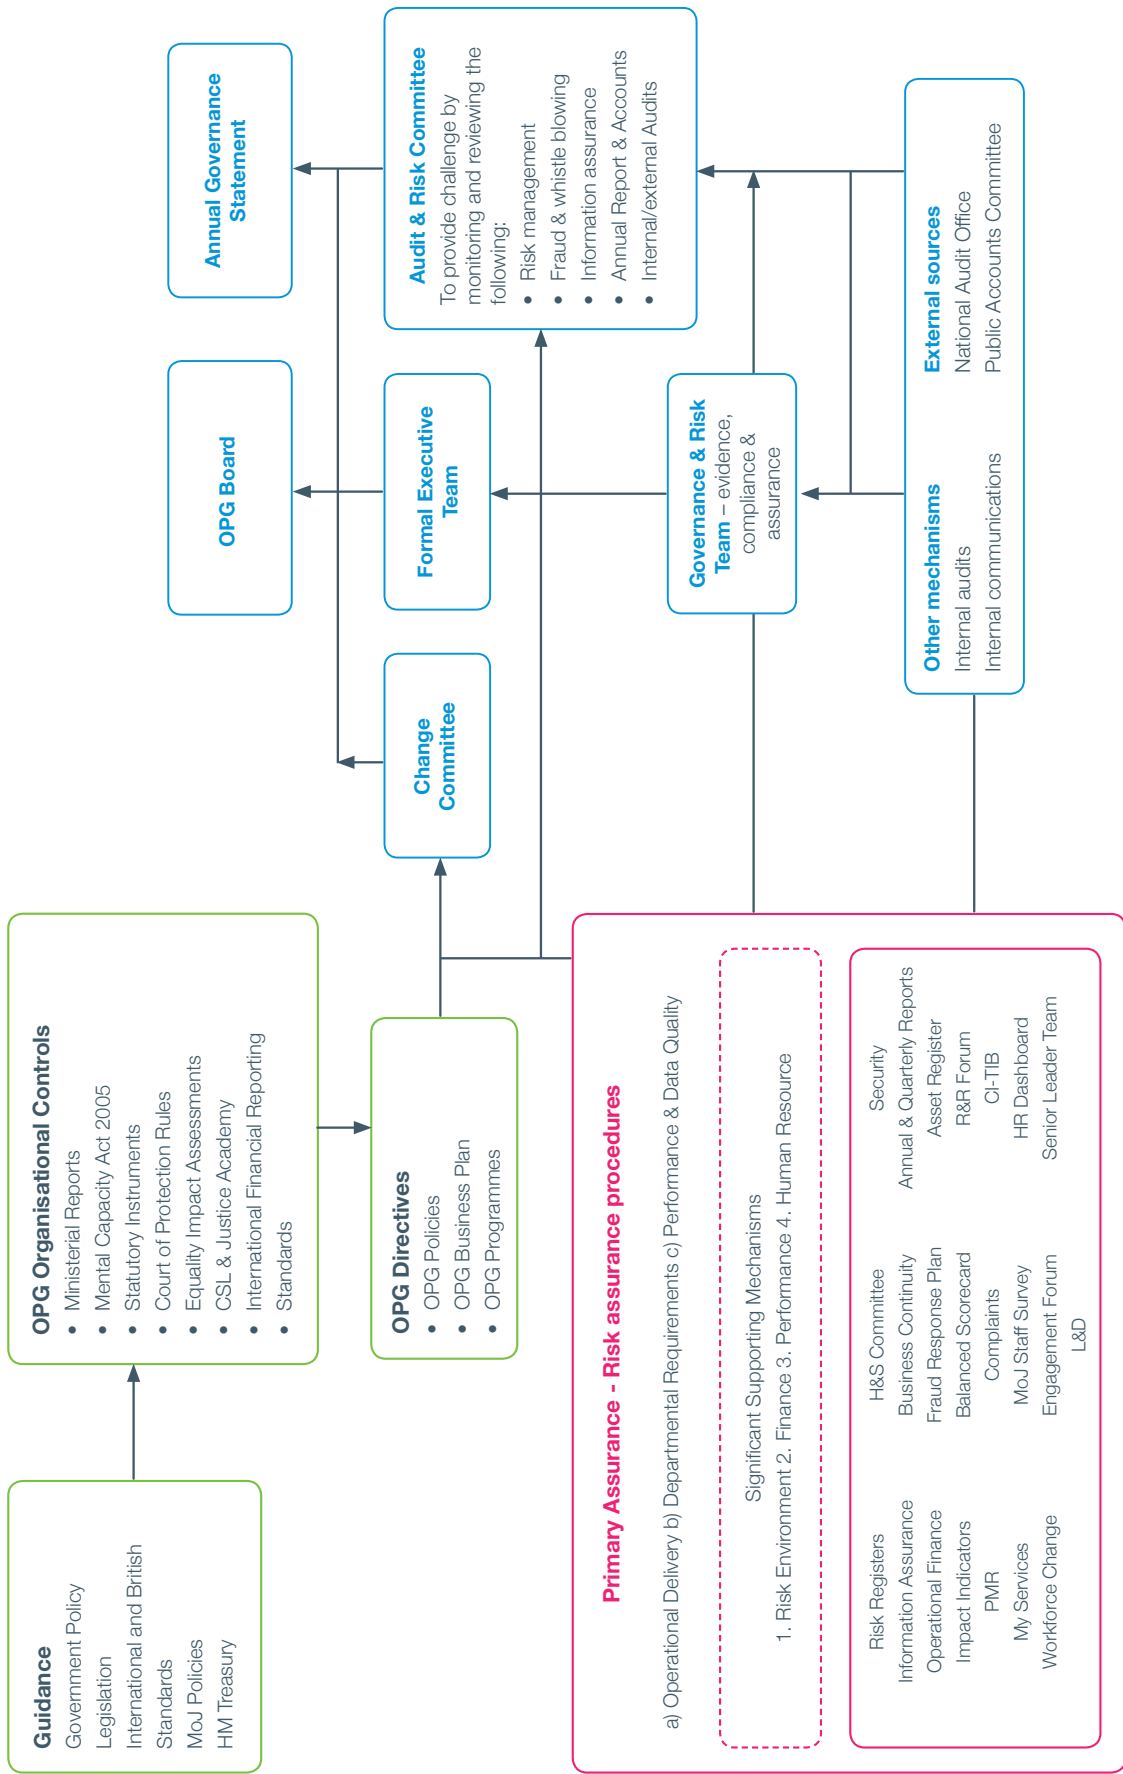 Guidance
Government Policy
Legislation
International and British
Standards
MoJ Policies
HM Treasury
OPG Organisational Controls
• Ministerial Reports
• Mental Capacity Act 2005
• Statutory Instruments
• Court of Protection Rules
• Equality Impact Assessments
• CSL & Justice Academy
• International Financial Reporting
• Standards
OPG Directives
• OPG Policies
• OPG Business Plan
• OPG Programmes
Primary Assurance - Risk assurance procedures
a) Operational Delivery b) Departmental Requirements c) Performance & Data Quality
Significant Supporting Mechanisms
1. Risk Environment 2. Finance 3. Performance 4. Human Resource
Risk Registers
Information Assurance
Operational Finance
Impact Indicators
PMR
My Services
Workforce Change
H&S Committee
Business Continuity
Fraud Response Plan
Balanced Scorecard
Complaints
MoJ Staff Survey
Engagement Forum
L&D
Security
Annual & Quarterly Reports
Asset Register
R&R Forum
CI-TIB
HR Dashboard
Senior Leader Team
Change
Committee
OPG Board
Formal Executive
Team
Governance & Risk
Team – evidence,
compliance &
assurance
Other mechanisms
Internal audits
Internal communications
External sources
National Audit Office
Public Accounts Committee
Annual Governance
Statement
Audit & Risk Committee
To provide challenge by
monitoring and reviewing the
following:
• Risk management
• Fraud & whistle blowing
• Information assurance
• Annual Report & Accounts
• Internal/external Audits